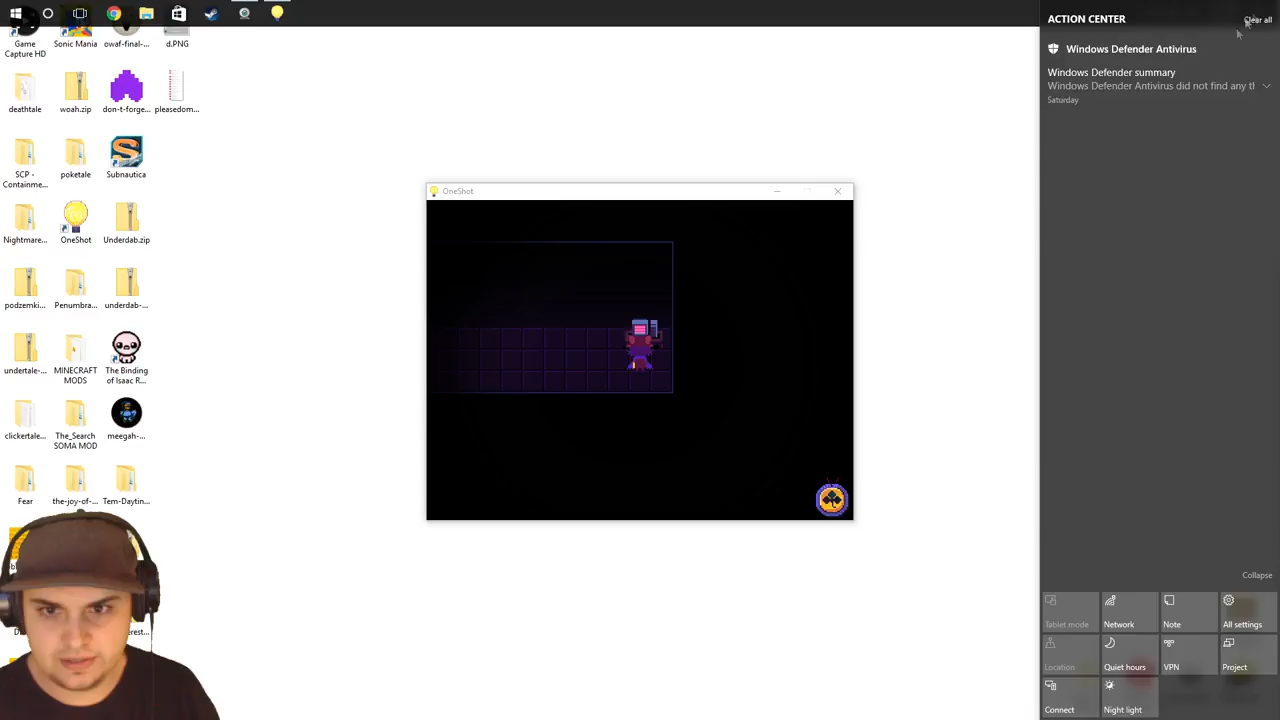 ACTION CENTER
Clear all
Windows Defender Antivirus
Windows Defender summary
Windows Defender Antivirus did not find any th
Saturday
Game
Capture HD
Sonic Mania
owaf-final-...
d.PNG
deathtale
woah.zip
don-t-forge...
pleasedom...
SCP -
Containme...
poketale
Subnautica
Nightmare...
OneShot
Underdab.zip
podzemki...
Penumbra...
underdab-...
undertale-...
MINECRAFT
MODS
The Binding
of Isaac R...
clickertale...
The_Search
SOMA MOD
meegah-...
Fear
the-joy-of-...
Tem-Daytin...
OneShot
Collapse
Tablet mode
Network
Note
All settings
Location
Quiet hours
VPN
Project
Connect
Night light